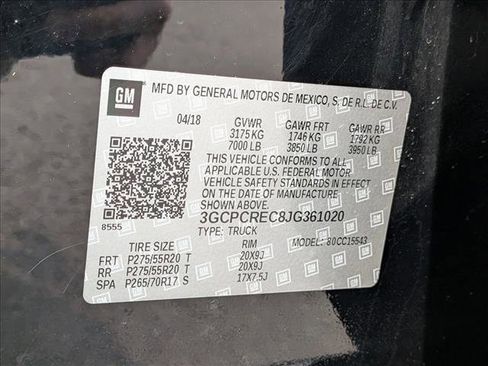 GM
MFD BY GENERAL MOTORS DE MEXICO, S. DE R.L. DE C.V.
04/18 GVWR GAWR FRT GAWR RR
3175 KG 1746 KG 1792 KG
7000 LB 3850 LB 3950 LB
THIS VEHICLE CONFORMS TO ALL
APPLICABLE U.S. FEDERAL MOTOR
VEHICLE SAFETY STANDARDS IN EFFECT
ON THE DATE OF MANUFACTURE
SHOWN ABOVE.
8555 3GCPCREC8JG361020
TYPE: TRUCK MODEL: 80CC15543
TIRE SIZE RIM
FRT P275/55R20 T 20X9J
RR P275/55R20 T 20X9J
SPA P265/70R17 S 17X7.5J